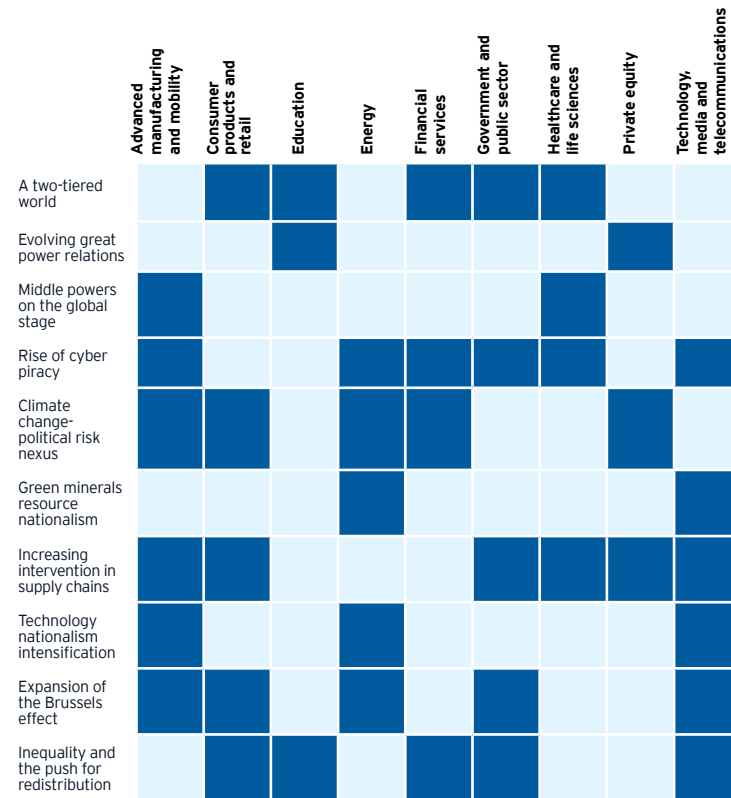 Advanced
manufacturing
and mobility
Consumer
products and
retail
Education
Energy
Financial
services
Government and
public sector
Healthcare and
life sciences
Private equity
Technology,
media and
telecommunications
A two-tiered
world
Evolving great
power relations
Middle powers
on the global
stage
Rise of cyber
piracy
Climate
change-
political risk
nexus
Green minerals
resource
nationalism
Increasing
intervention in
supply chains
Technology
nationalism
intensification
Expansion of
the Brussels
effect
Inequality and
the push for
redistribution